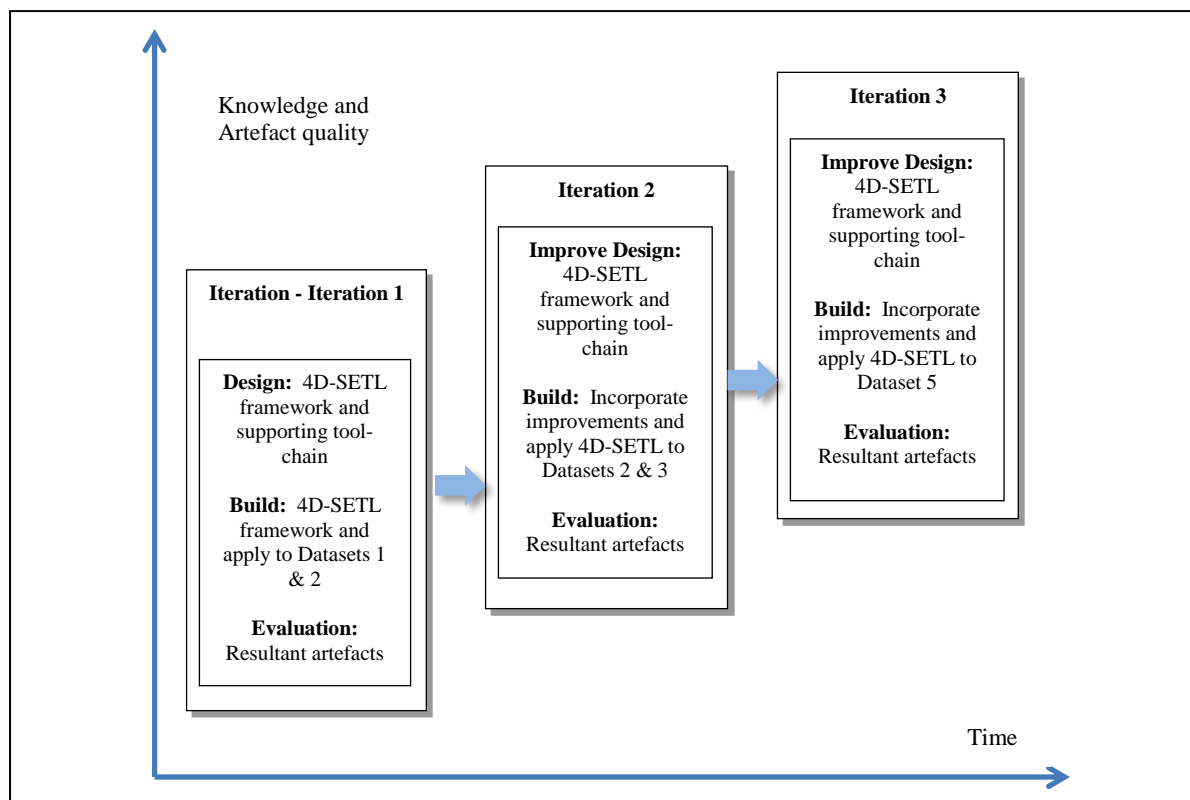 Knowledge and
Artefact quality
Iteration - Iteration 1
Design: 4D-SETL
framework and
supporting tool-
chain
Build: 4D-SETL
framework and
apply to Datasets 1
& 2
Evaluation:
Resultant artefacts
Iteration 2
Improve Design:
4D-SETL
framework and
supporting tool-
chain
Build: Incorporate
improvements and
apply 4D-SETL to
Datasets 2 & 3
Evaluation:
Resultant artefacts
Iteration 3
Improve Design:
4D-SETL
framework and
supporting tool-
chain
Build: Incorporate
improvements and
apply 4D-SETL to
Dataset 5
Evaluation:
Resultant artefacts
Time